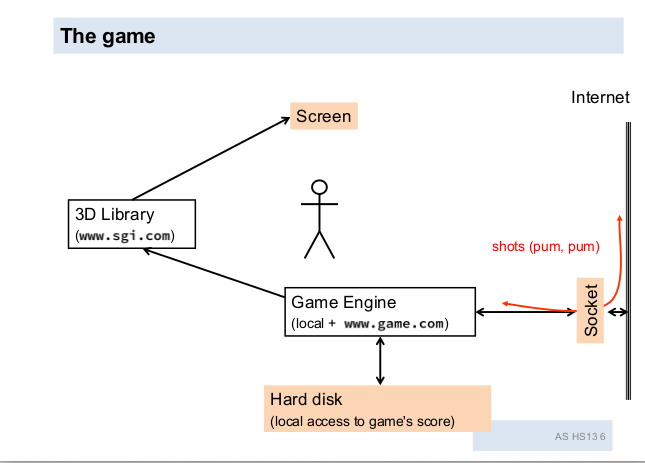 The game
Internet
Screen
3D Library
(www.sgi.com)
shots (pum, pum)
Game Engine
(local + www.game.com)
Socket
Hard disk
(local access to game's score)
AS HS13 6